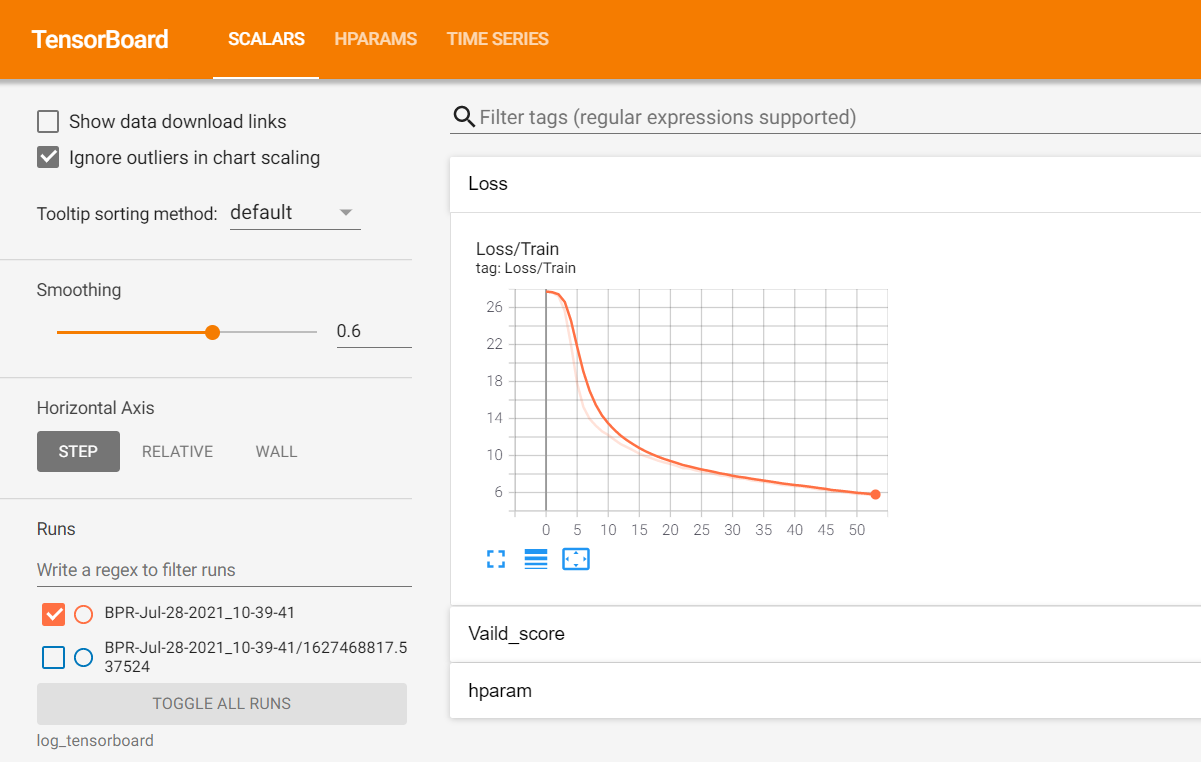 TensorBoard SCALARS HPARAMS TIME SERIES
Show data download links
Ignore outliers in chart scaling
Tooltip sorting method: default
Smoothing
0.6
Horizontal Axis
STEP RELATIVE WALL
Runs
Write a regex to filter runs
BPR-Jul-28-2021_10-39-41
BPR-Jul-28-2021_10-39-41/1627468817.5
37524
TOGGLE ALL RUNS
log_tensorboard
Filter tags (regular expressions supported)
Loss
Loss/Train
tag: Loss/Train
26
22
18
14
10
6
0 5 10 15 20 25 30 35 40 45 50
Vaild_score
hparam